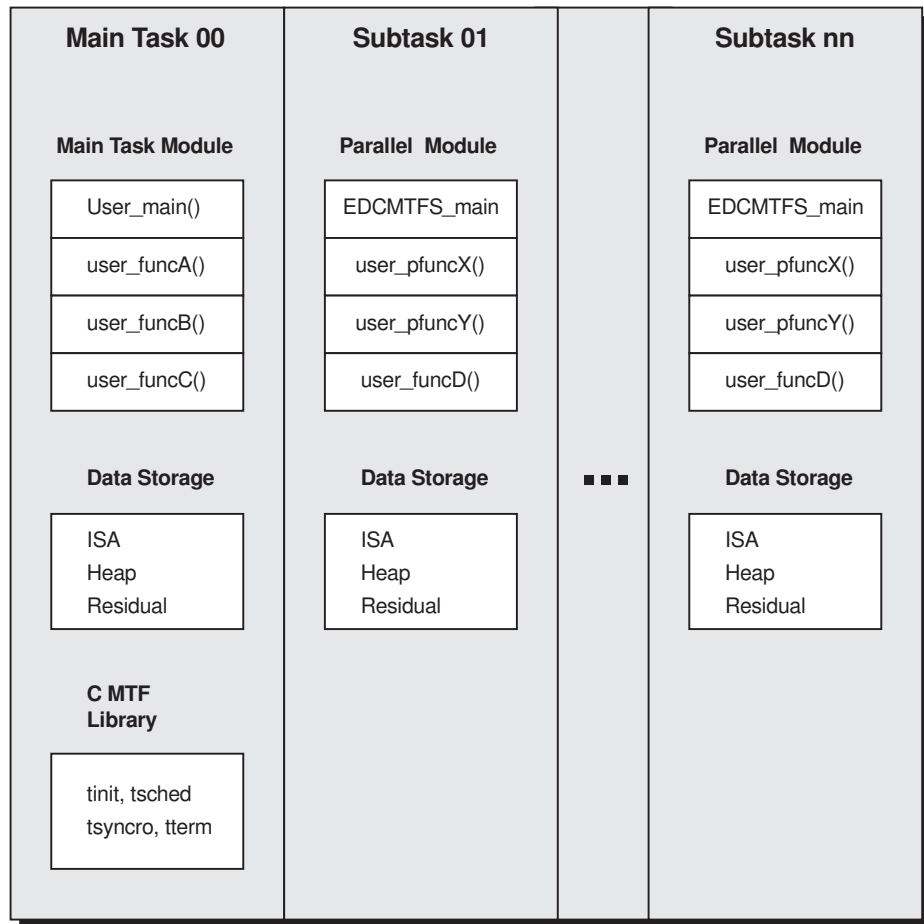 Main Task 00
Main Task Module
User_main()
user_funcA()
user_funcB()
user_funcC()
Data Storage
ISA
Heap
Residual
C MTF
Library
tinit, tsched
tsyncro, tterm
Subtask 01
Parallel Module
EDCMTFS_main
user_pfuncX()
user_pfuncY()
user_funcD()
Data Storage
ISA
Heap
Residual
Subtask nn
Parallel Module
EDCMTFS_main
user_pfuncX()
user_pfuncY()
user_funcD()
Data Storage
ISA
Heap
Residual